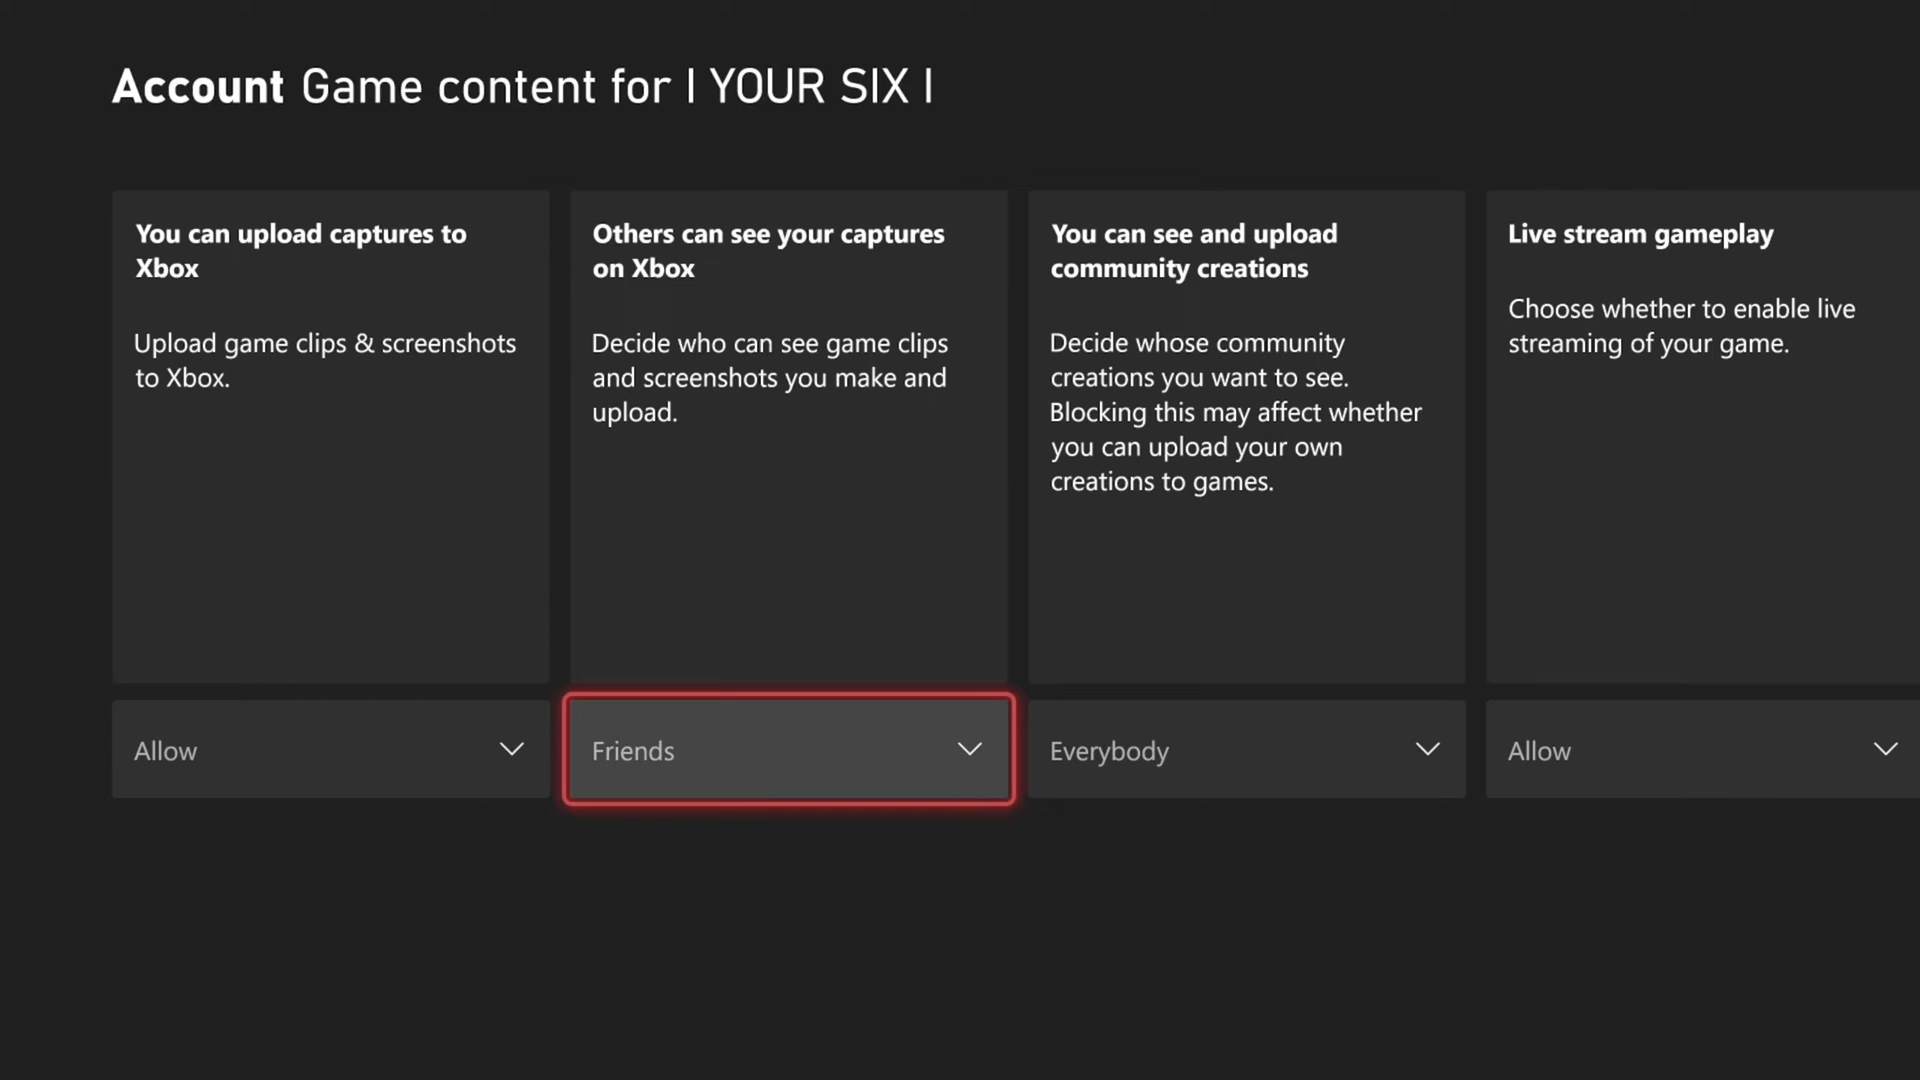 Account Game content for I YOUR SIX I
You can upload captures to
Xbox
Upload game clips & screenshots
to Xbox.
Allow
Others can see your captures
on Xbox
Decide who can see game clips
and screenshots you make and
upload.
Friends
You can see and upload
community creations
Decide whose community
creations you want to see.
Blocking this may affect whether
you can upload your own
creations to games.
Everybody
Live stream gameplay
Choose whether to enable live
streaming of your game.
Allow